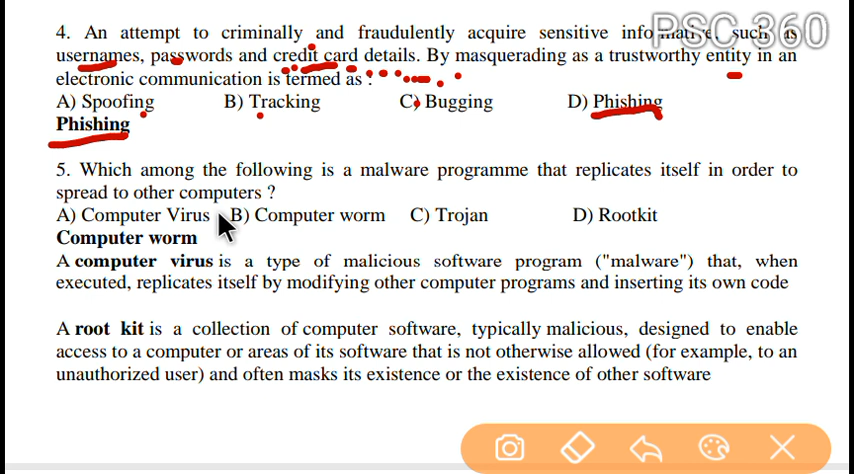 PSC 360
4. An attempt to criminally and fraudulently acquire sensitive such as
usernames, passwords and credit card details. By masquerading as a trustworthy entity in an
electronic communication is termed as :
A) Spoofing B) Tracking C) Bugging D) Phishing
Phishing
5. Which among the following is a malware programme that replicates itself in order to
spread to other computers ?
A) Computer Virus B) Computer worm C) Trojan D) Rootkit
Computer worm
A computer virus is a type of malicious software program ("malware") that, when
executed, replicates itself by modifying other computer programs and inserting its own code
A root kit is a collection of computer software, typically malicious, designed to enable
access to a computer or areas of its software that is not otherwise allowed (for example, to an
unauthorized user) and often masks its existence or the existence of other software